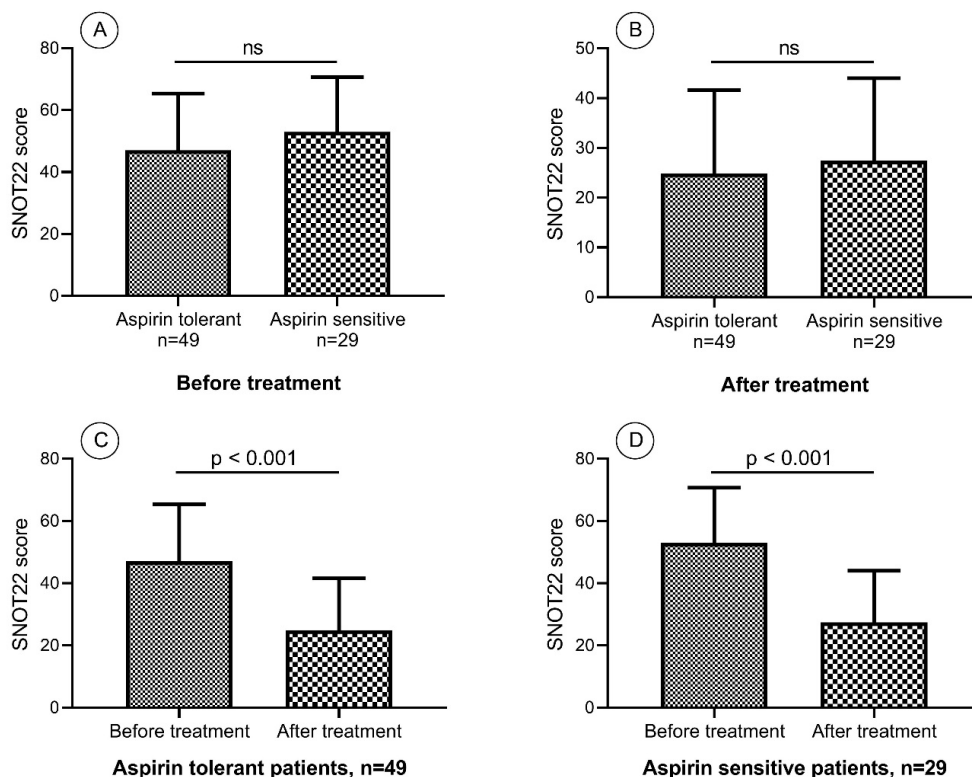 A
ns
SNOT22 score
80
60
40
20
0
Aspirin tolerant
n=49
Aspirin sensitive
n=29
Before treatment
B
ns
SNOT22 score
50
40
30
20
10
0
Aspirin tolerant
n=49
Aspirin sensitive
n=29
After treatment
C
p < 0.001
SNOT22 score
80
60
40
20
0
Before treatment
After treatment
Aspirin tolerant patients, n=49
D
p < 0.001
SNOT22 score
80
60
40
20
0
Before treatment
After treatment
Aspirin sensitive patients, n=29